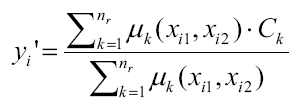 y_i' = \frac{\sum_{k=1}^{n_r} \mu_k(x_{i1}, x_{i2}) \cdot C_k}{\sum_{k=1}^{n_r} \mu_k(x_{i1}, x_{i2})}